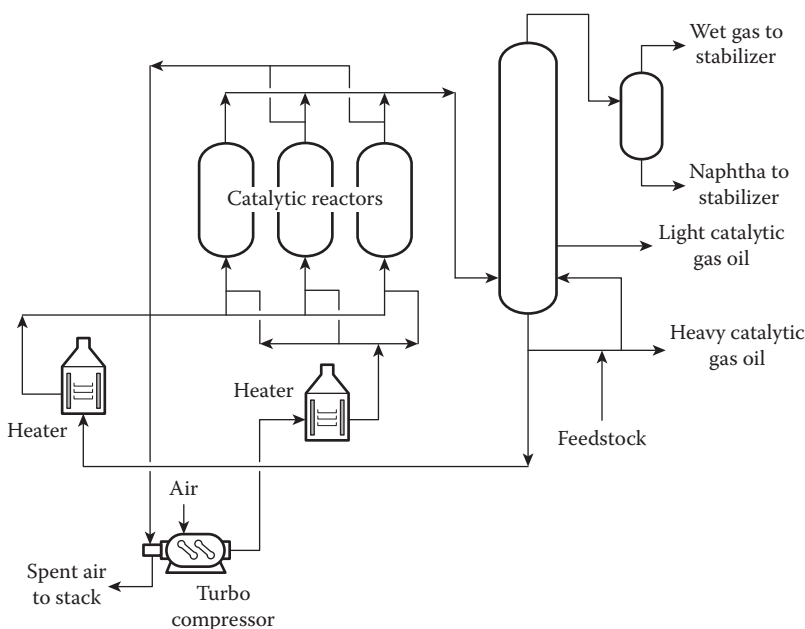 Wet gas to
stabilizer
Catalytic reactors
Naphtha to
stabilizer
Light catalytic
gas oil
Heavy catalytic
gas oil
Heater
Heater
Feedstock
Air
Spent air
to stack
Turbo
compressor